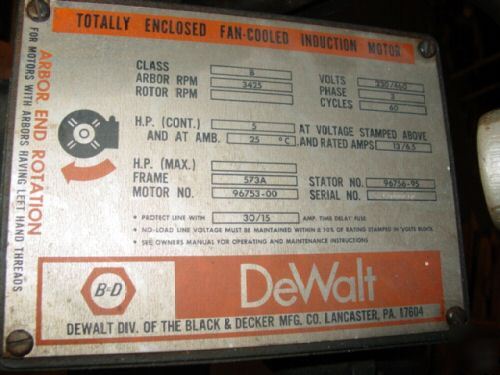 TOTALLY ENCLOSED FAN-COOLED INDUCTION MOTOR
ARBOR END ROTATION
FOR MOTORS WITH ARBORS HAVING LEFT HAND THREADS
CLASS B VOLTS 230/460
ARBOR RPM 3425 PHASE 3
ROTOR RPM CYCLES 60
H.P. (CONT.) 5 AT VOLTAGE STAMPED ABOVE
AND AT AMB. 25 °C AND RATED AMPS 13/6.5
H.P. (MAX.)
FRAME 573A STATOR NO. 96756-95
MOTOR NO. 96753-00 SERIAL NO.
• PROTECT LINE WITH 30/15 AMP. TIME DELAY FUSE
• NO-LOAD LINE VOLTAGE MUST BE MAINTAINED WITHIN ± 10% OF RATING STAMPED IN VOLTS BLOCK.
• SEE OWNERS MANUAL FOR OPERATING AND MAINTENANCE INSTRUCTIONS
B&D
DeWalt
DEWALT DIV. OF THE BLACK & DECKER MFG. CO. LANCASTER, PA. 17604